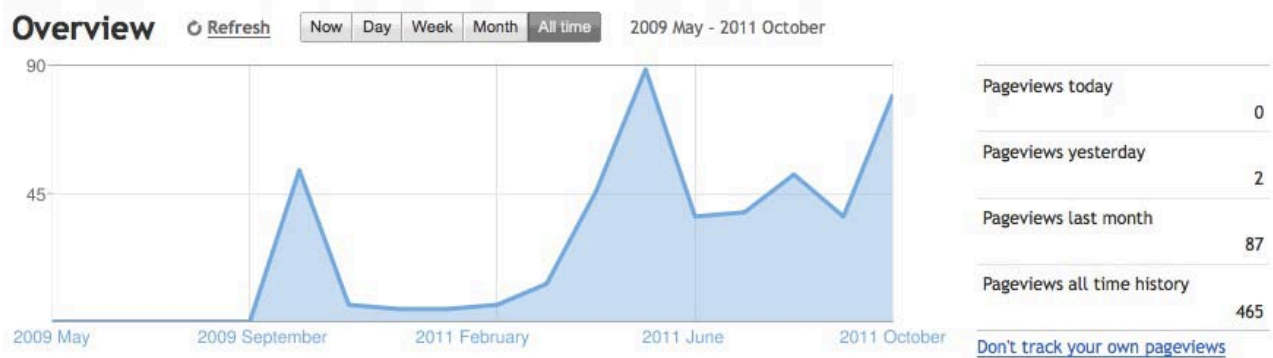 Overview Refresh Now Day Week Month All time 2009 May - 2011 October
90
45
2009 May 2009 September 2011 February 2011 June 2011 October
Pageviews today
0
Pageviews yesterday
2
Pageviews last month
87
Pageviews all time history
465
Don't track your own pageviews